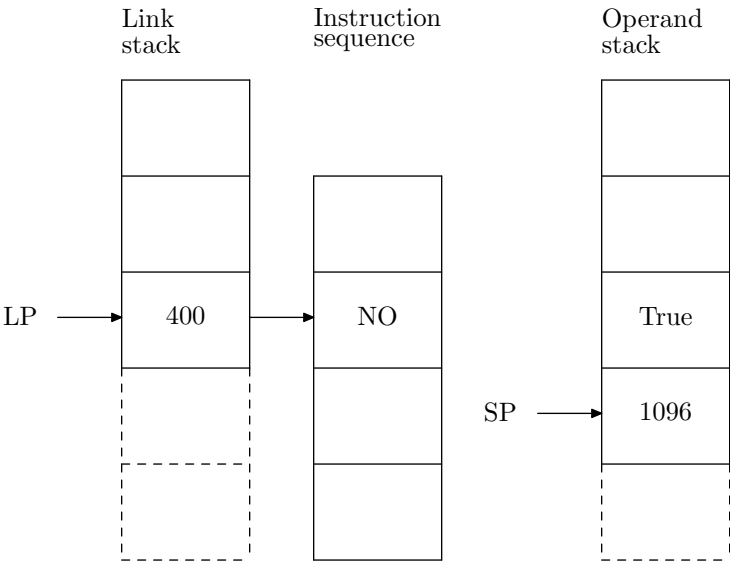 Link
stack
Instruction
sequence
Operand
stack
LP
400
NO
True
SP
1096